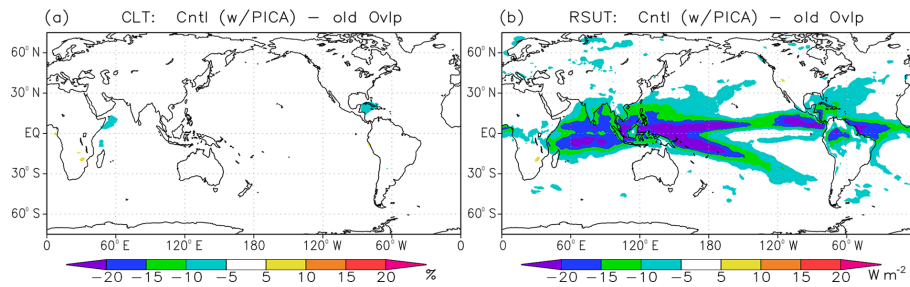 (a) CLT: Cntl (w/PICA) – old Ovlp
60°N
30°N
EQ
30°S
60°S
0 60°E 120°E 180 120°W 60°W 0
−20 −15 −10 −5 5 10 15 20 %
(b) RSUT: Cntl (w/PICA) – old Ovlp
60°N
30°N
EQ
30°S
60°S
0 60°E 120°E 180 120°W 60°W 0
−20 −15 −10 −5 5 10 15 20 W m⁻²